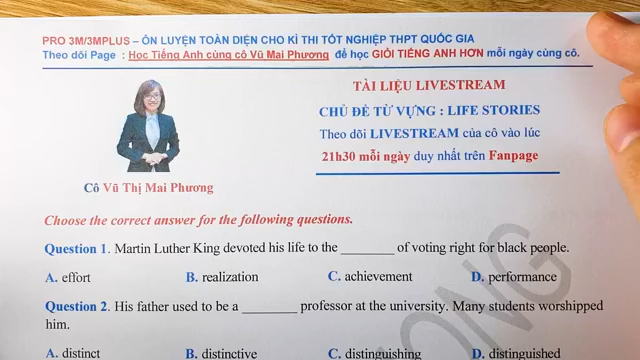 PRO 3M/3MPLUS – ÔN LUYỆN TOÀN DIỆN CHO KÌ THI TỐT NGHIỆP THPT QUỐC GIA
Theo dõi Page : Học Tiếng Anh cùng cô Vũ Mai Phương để học GIỎI TIẾNG ANH HƠN mỗi ngày cùng cô.
TÀI LIỆU LIVESTREAM
CHỦ ĐỀ TỪ VỰNG : LIFE STORIES
Theo dõi LIVESTREAM của cô vào lúc
21h30 mỗi ngày duy nhất trên Fanpage
Cô Vũ Thị Mai Phương
Choose the correct answer for the following questions.
Question 1. Martin Luther King devoted his life to the ________ of voting right for black people.
A. effort B. realization C. achievement D. performance
Question 2. His father used to be a ________ professor at the university. Many students worshipped
him.
A. distinct B. distinctive C. distinguishing D. distinguished